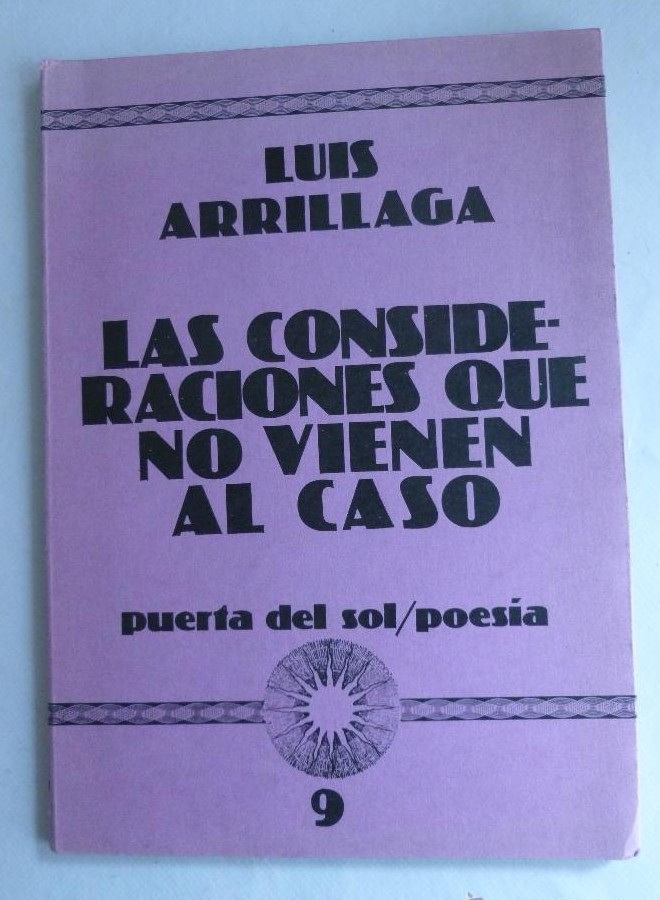 LUIS
ARRILLAGA
LAS CONSIDE-
RACIONES QUE
NO VIENEN
AL CASO
puerta del sol/poesía
9